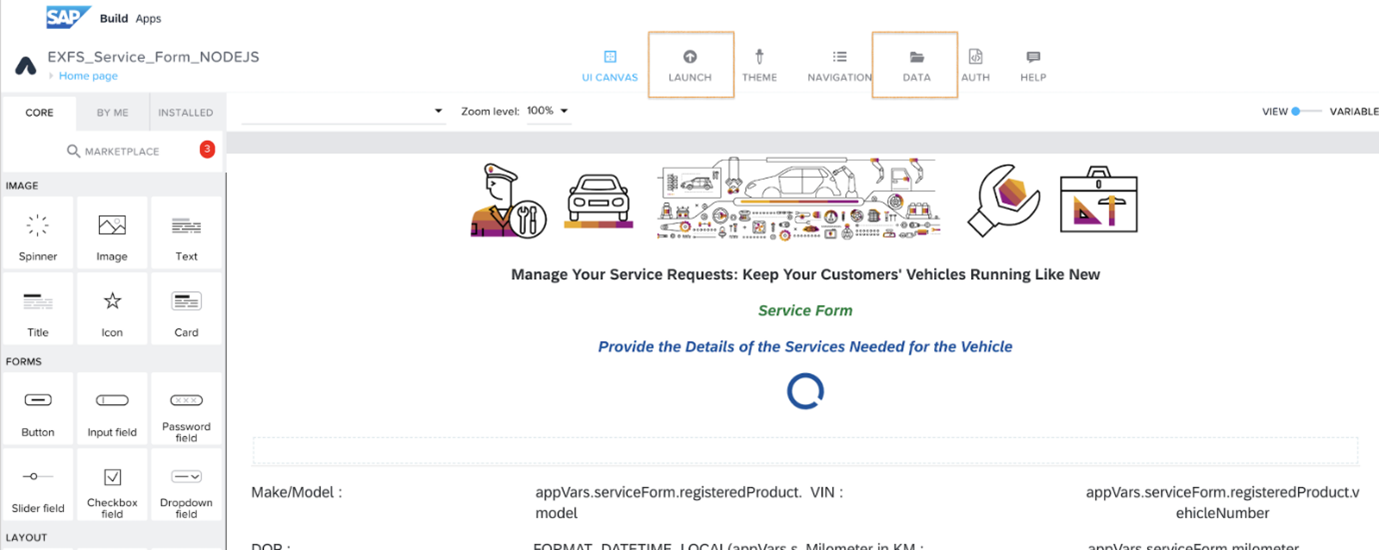 SAP Build Apps
EXFS_Service_Form_NODEJS
Home page
UI CANVAS LAUNCH THEME NAVIGATION DATA AUTH HELP
CORE BY ME INSTALLED
Zoom level: 100%
VIEW VARIABLE
MARKETPLACE 3
IMAGE
Spinner Image Text
Title Icon Card
FORMS
Button Input field Password
field
Slider field Checkbox
field Dropdown
field
LAYOUT
Manage Your Service Requests: Keep Your Customers' Vehicles Running Like New
Service Form
Provide the Details of the Services Needed for the Vehicle
Make/Model : appVars.serviceForm.registeredProduct. VIN : appVars.serviceForm.registeredProduct.v
model ehicleNumber
DOP : FORMAT_DATETIME_LOCAL(appVars.s Milometer in KM : appVars.serviceForm.milometer